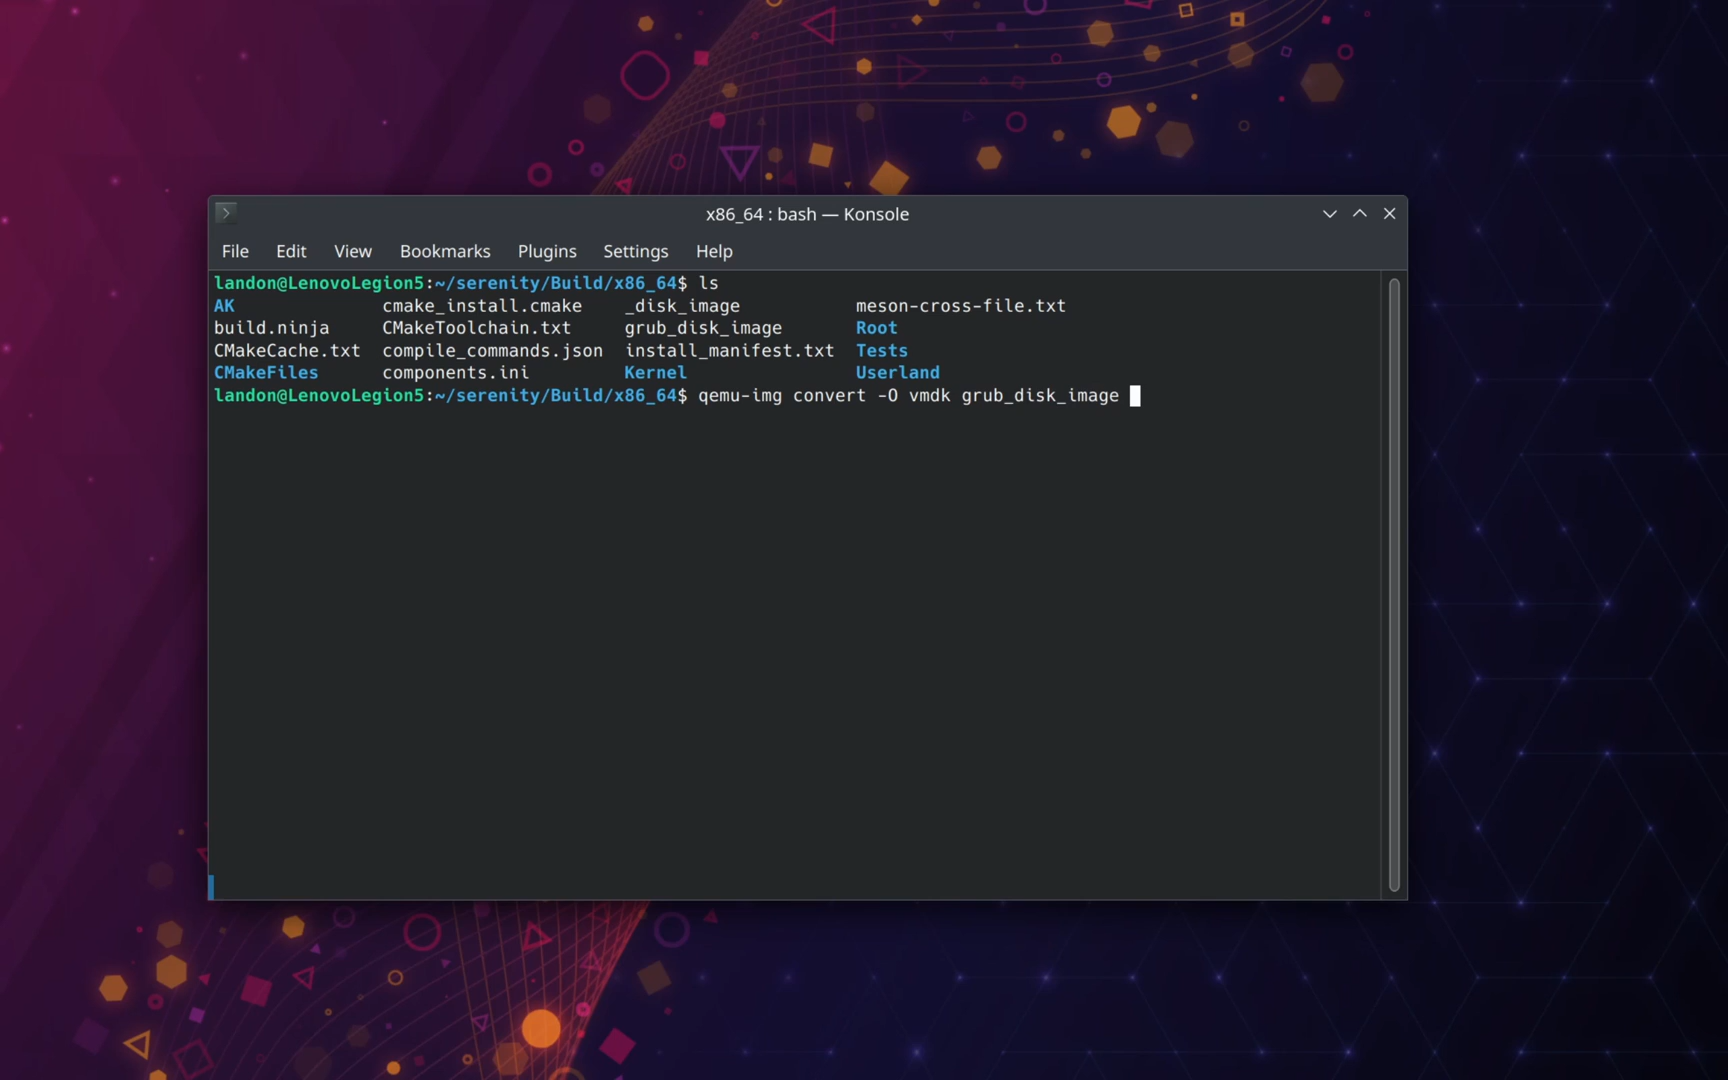 x86_64 : bash — Konsole
File Edit View Bookmarks Plugins Settings Help
landon@LenovoLegion5:~/serenity/Build/x86_64$ ls
AK cmake_install.cmake _disk_image meson-cross-file.txt
build.ninja CMakeToolchain.txt grub_disk_image Root
CMakeCache.txt compile_commands.json install_manifest.txt Tests
CMakeFiles components.ini Kernel Userland
landon@LenovoLegion5:~/serenity/Build/x86_64$ qemu-img convert -O vmdk grub_disk_image